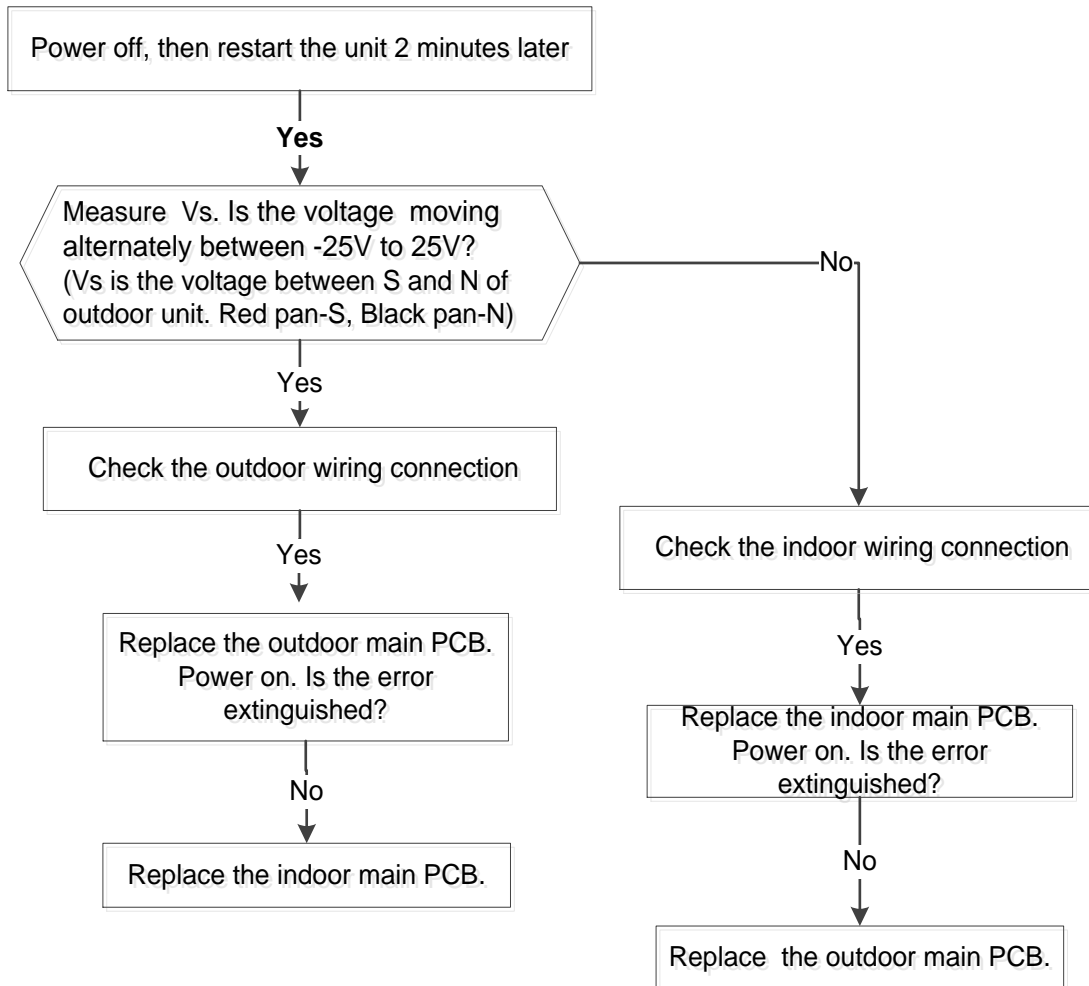 Power off, then restart the unit 2 minutes later
Yes
Measure Vs. Is the voltage moving
alternately between -25V to 25V?
(Vs is the voltage between S and N of
outdoor unit. Red pan-S, Black pan-N)
No
Yes
Check the outdoor wiring connection
Yes
Check the indoor wiring connection
Replace the outdoor main PCB.
Power on. Is the error
extinguished?
Yes
Replace the indoor main PCB.
Power on. Is the error
extinguished?
No
Replace the indoor main PCB.
No
Replace the outdoor main PCB.